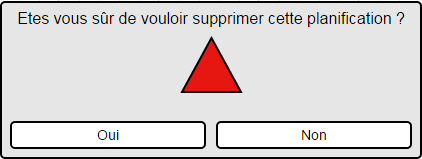 Etes vous sûr de vouloir supprimer cette planification ?
Oui
Non